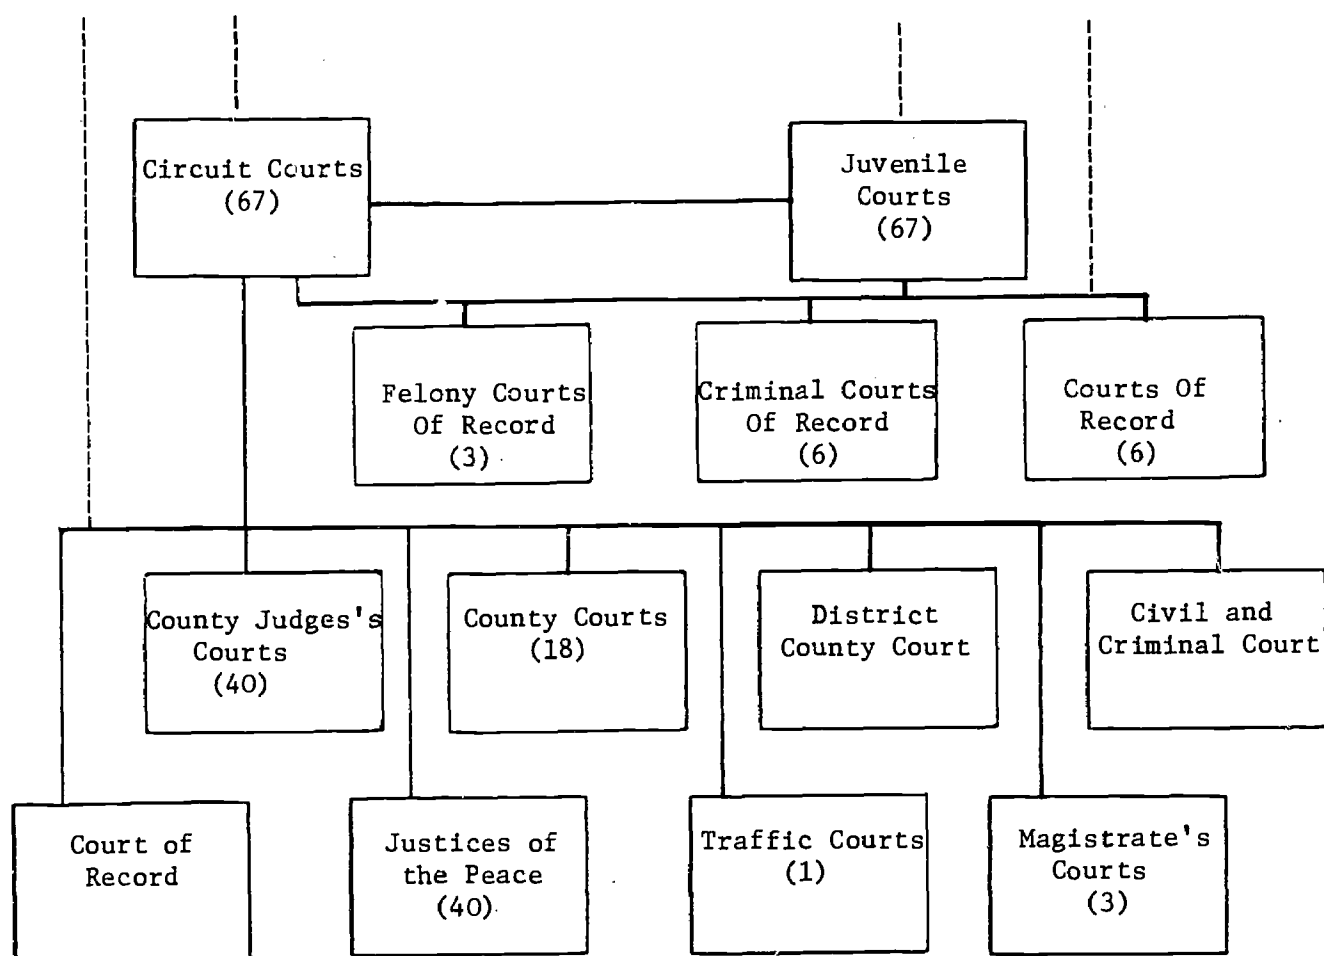 Circuit Courts
(67)
Juvenile
Courts
(67)
Felony Courts
Of Record
(3)
Criminal Courts
Of Record
(6)
Courts Of
Record
(6)
County Judges's
Courts
(40)
County Courts
(18)
District
County Court
Civil and
Criminal Court
Court of
Record
Justices of
the Peace
(40)
Traffic Courts
(1)
Magistrate's
Courts
(3)